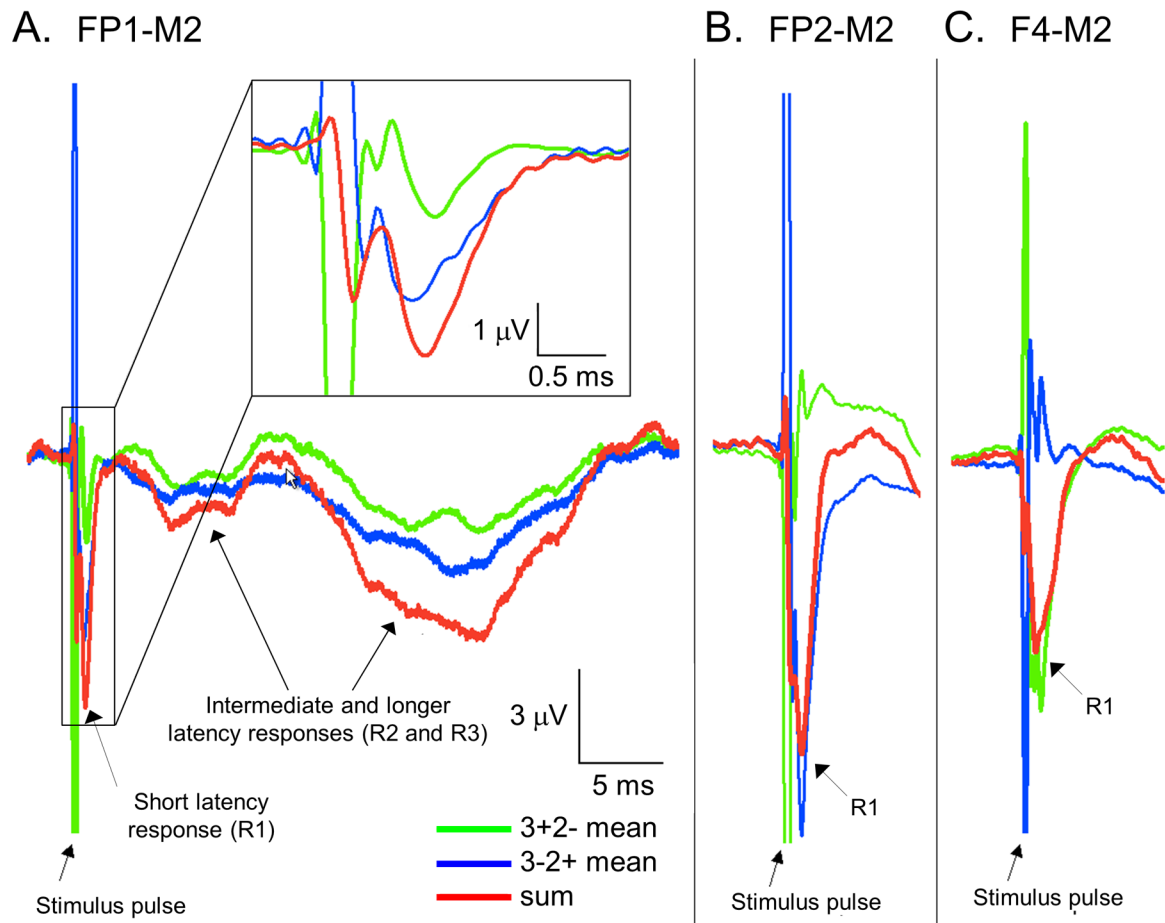 A. FP1-M2
B. FP2-M2
C. F4-M2
1 μV
0.5 ms
Intermediate and longer
latency responses (R2 and R3)
3 μV
5 ms
Short latency
response (R1)
R1
R1
3+2- mean
3-2+ mean
sum
Stimulus pulse
Stimulus pulse
Stimulus pulse